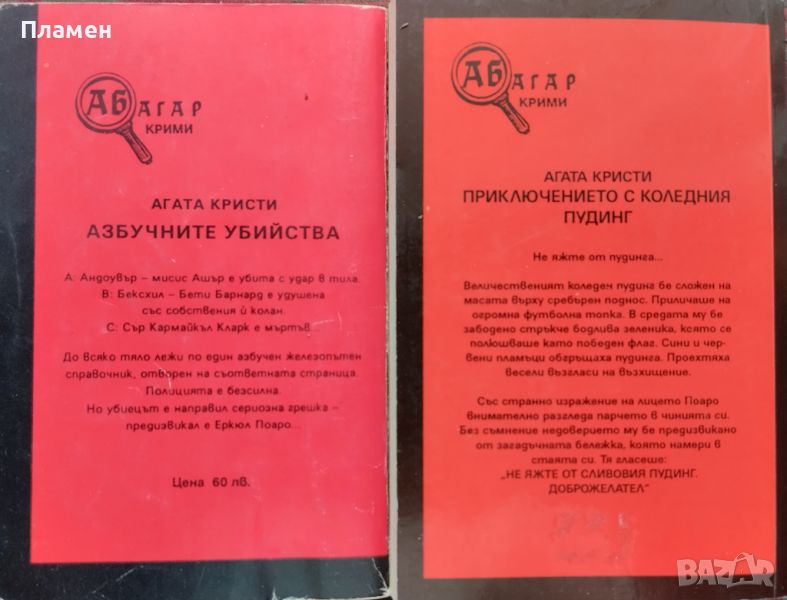 Пламен
АБАГАР
КРИМИ
АГАТА КРИСТИ
АЗБУЧНИТЕ УБИЙСТВА
А: Андоувър – мисис Ашър е убита с удар в тила.
В: Бексхил – Бети Барнард е удушена
със собствения ѝ колан.
С: Сър Кармайкъл Кларк е мъртъв...
До всяко тяло лежи по един азбучен железопътен
справочник, отворен на съответната страница.
Полицията е безсилна.
Но убиецът е направил сериозна грешка –
предизвикал е Еркюл Поаро...
Цена 60 лв.
АБАГАР
КРИМИ
АГАТА КРИСТИ
ПРИКЛЮЧЕНИЕТО С КОЛЕДНИЯ
ПУДИНГ
Не яжте от пудинга...
Величественият коледен пудинг бе сложен на
масата върху сребърен поднос. Приличаше на
огромна футболна топка. В средата му бе
забодено стръкче бодлива зеленика, която се
полюшваше като победен флаг. Сини и чер-
вени пламъци обгръщаха пудинга. Проехтяха
весели възгласи на възхищение.
Със странно изражение на лицето Поаро
внимателно разгледа парчето в чинията си.
Без съмнение недоверието му бе предизвикано
от загадъчната бележка, която намери в
стаята си. Тя гласеше:
„НЕ ЯЖТЕ ОТ СЛИВОВИЯ ПУДИНГ.
ДОБРОЖЕЛАТЕЛ"
BAZAR